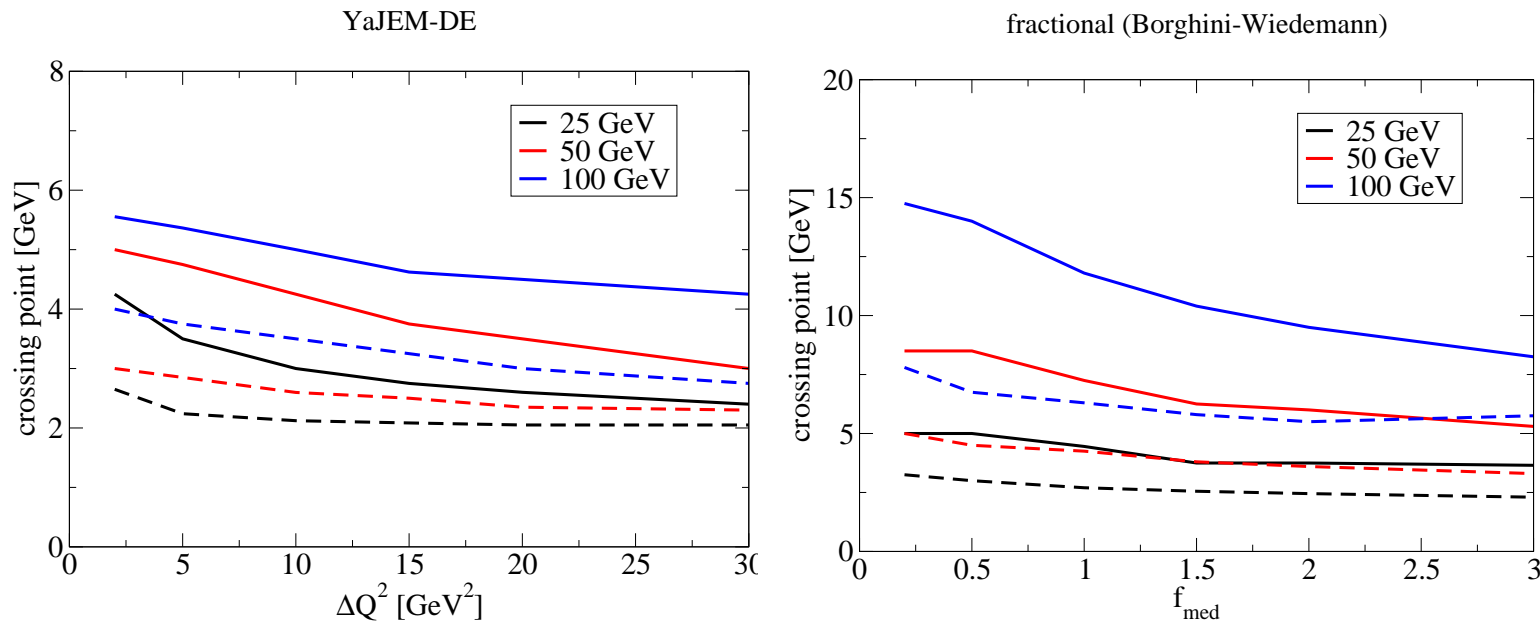 YaJEM-DE
8
6
4
2
0
crossing point [GeV]
25 GeV
50 GeV
100 GeV
0
5
10
15
20
25
30
ΔQ² [GeV²]
fractional (Borghini-Wiedemann)
20
15
10
5
0
crossing point [GeV]
25 GeV
50 GeV
100 GeV
0
0.5
1
1.5
2
2.5
3
f_med